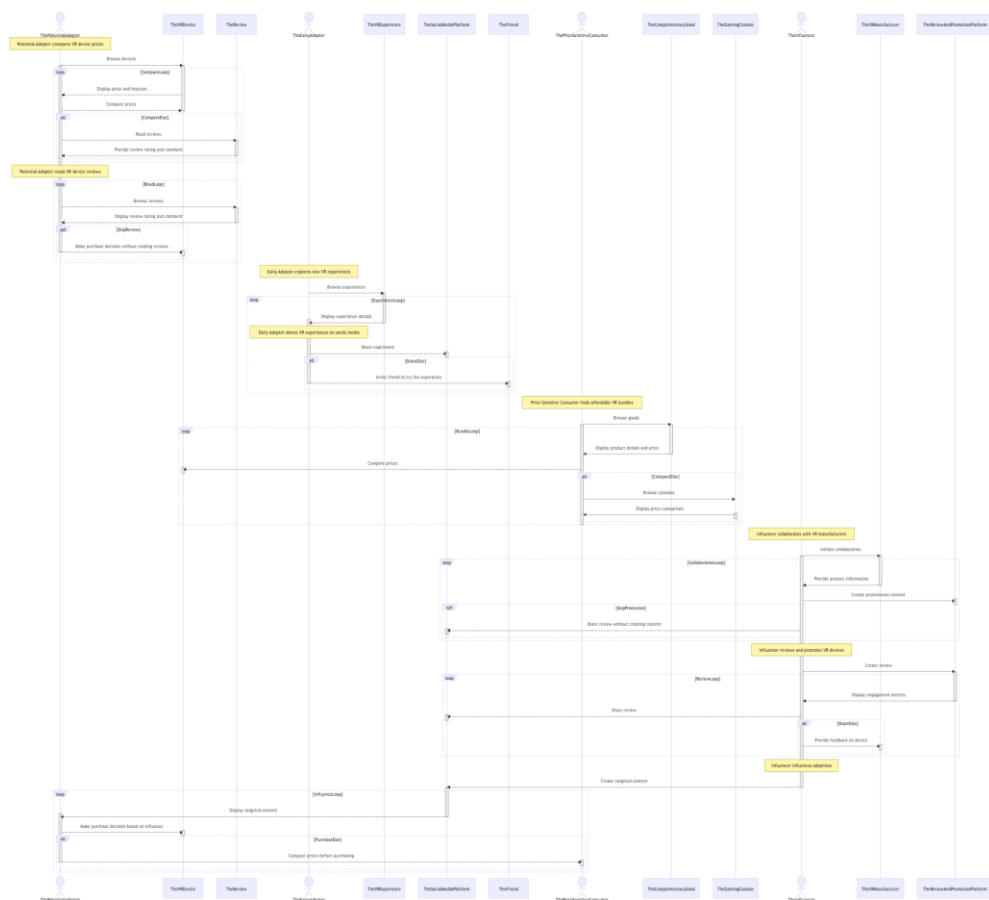 ThePotentialAdopter TheVRDevice TheReview TheEarlyAdopter TheVRExperience TheSocialMediaPlatform TheFriend ThePriceSensitiveConsumer TheComplementaryGood TheGamingConsole TheInfluencer TheVRManufacturer TheReviewAndPromotionPlatform
Potential Adopter compares VR device prices
Browse devices
loop [CompareLoop]
Display price and features
Compare prices
alt [CompareElse]
Read reviews
Provide review rating and comment
Potential Adopter reads VR device reviews
loop [ReadLoop]
Browse reviews
Display review rating and comment
opt [SkipReview]
Make purchase decision without reading reviews
Early Adopter explores new VR experiences
Browse experiences
loop [ExperienceLoop]
Display experience details
Early Adopter shares VR experiences on social media
Share experience
alt [ShareElse]
Invite friend to try the experience
Price Sensitive Consumer finds affordable VR bundles
Browse goods
loop [BundleLoop]
Display product details and price
Compare prices
alt [CompareElse]
Browse consoles
Display price comparison
Influencer collaborates with VR manufacturers
Initiate collaboration
loop [CollaborationLoop]
Provide product information
Create promotional content
opt [SkipPromotion]
Share review without creating content
Influencer reviews and promotes VR devices
Create review
loop [ReviewLoop]
Display engagement metrics
Share review
alt [ShareElse]
Provide feedback on device
Influencer influences adoptions
Create targeted content
loop [InfluenceLoop]
Display targeted content
Make purchase decision based on influence
alt [PurchaseElse]
Compare prices before purchasing
ThePotentialAdopter TheVRDevice TheReview TheEarlyAdopter TheVRExperience TheSocialMediaPlatform TheFriend ThePriceSensitiveConsumer TheComplementaryGood TheGamingConsole TheInfluencer TheVRManufacturer TheReviewAndPromotionPlatform